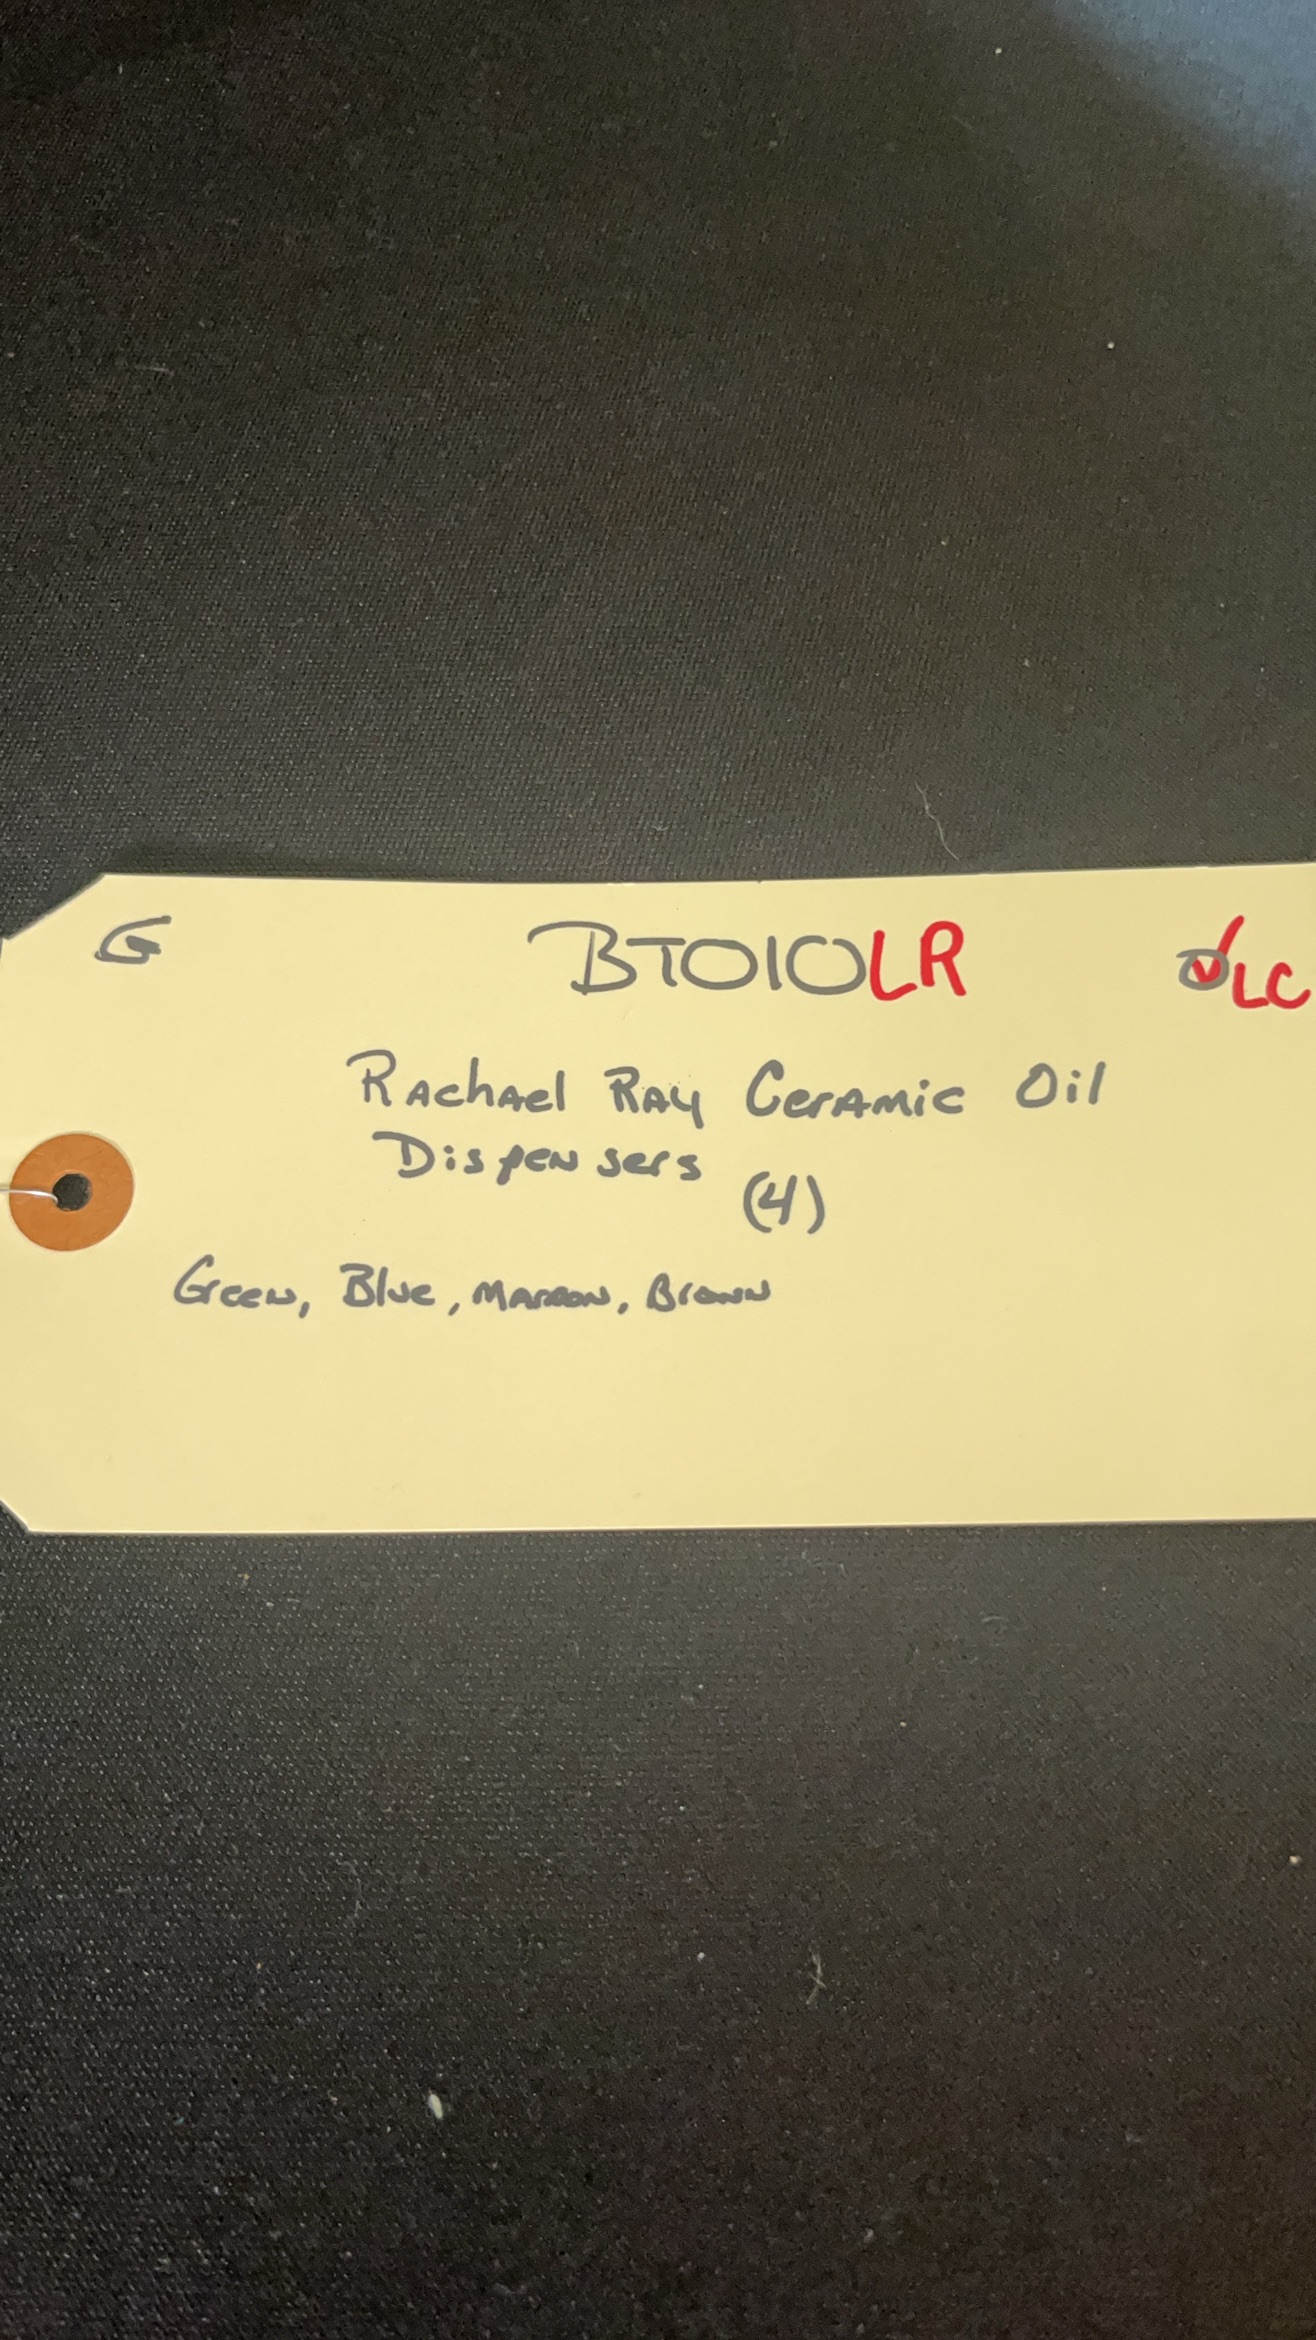 G BT010LR ✓LC
Rachael Ray Ceramic Oil
Dispensers
(4)
Green, Blue, Maroon, Brown